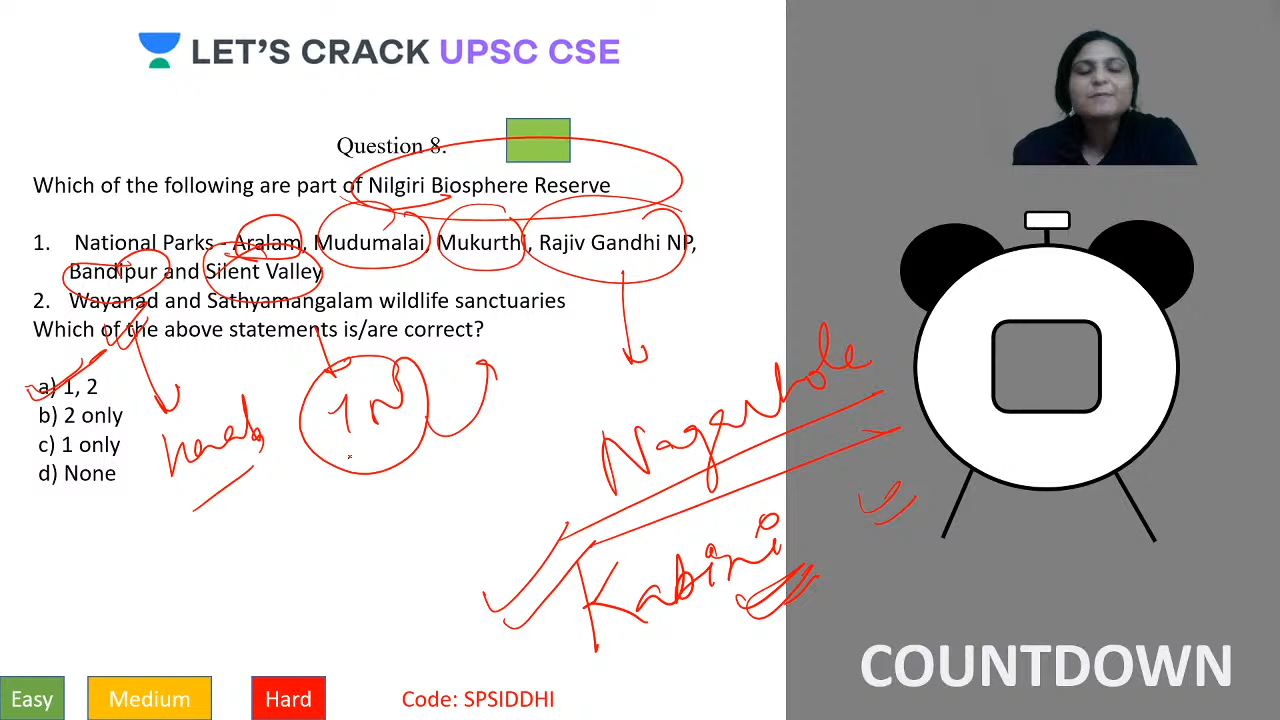 LET'S CRACK UPSC CSE
Question 8.
Which of the following are part of Nilgiri Biosphere Reserve
1. National Parks - Aralam, Mudumalai, Mukurthi, Rajiv Gandhi NP,
Bandipur and Silent Valley
2. Wayanad and Sathyamangalam wildlife sanctuaries
Which of the above statements is/are correct?
a) 1, 2
b) 2 only
c) 1 only
d) None
TN
Nagarhole
Kabini
COUNTDOWN
Easy
Medium
Hard
Code: SPSIDDHI